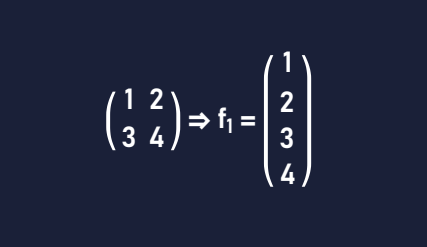 ( 1 2
3 4 ) ⇒ f₁ = ( 1
2
3
4 )